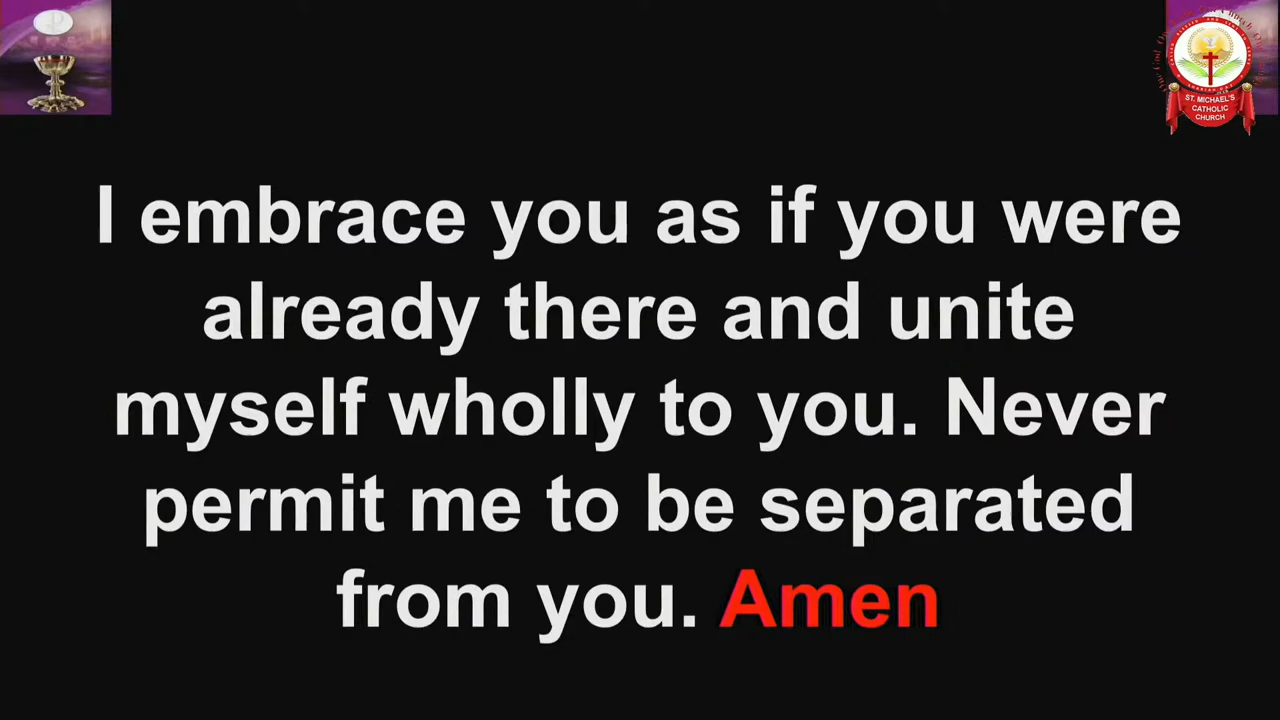 I embrace you as if you were
already there and unite
myself wholly to you. Never
permit me to be separated
from you. Amen
ST. MICHAEL'S
CATHOLIC
CHURCH